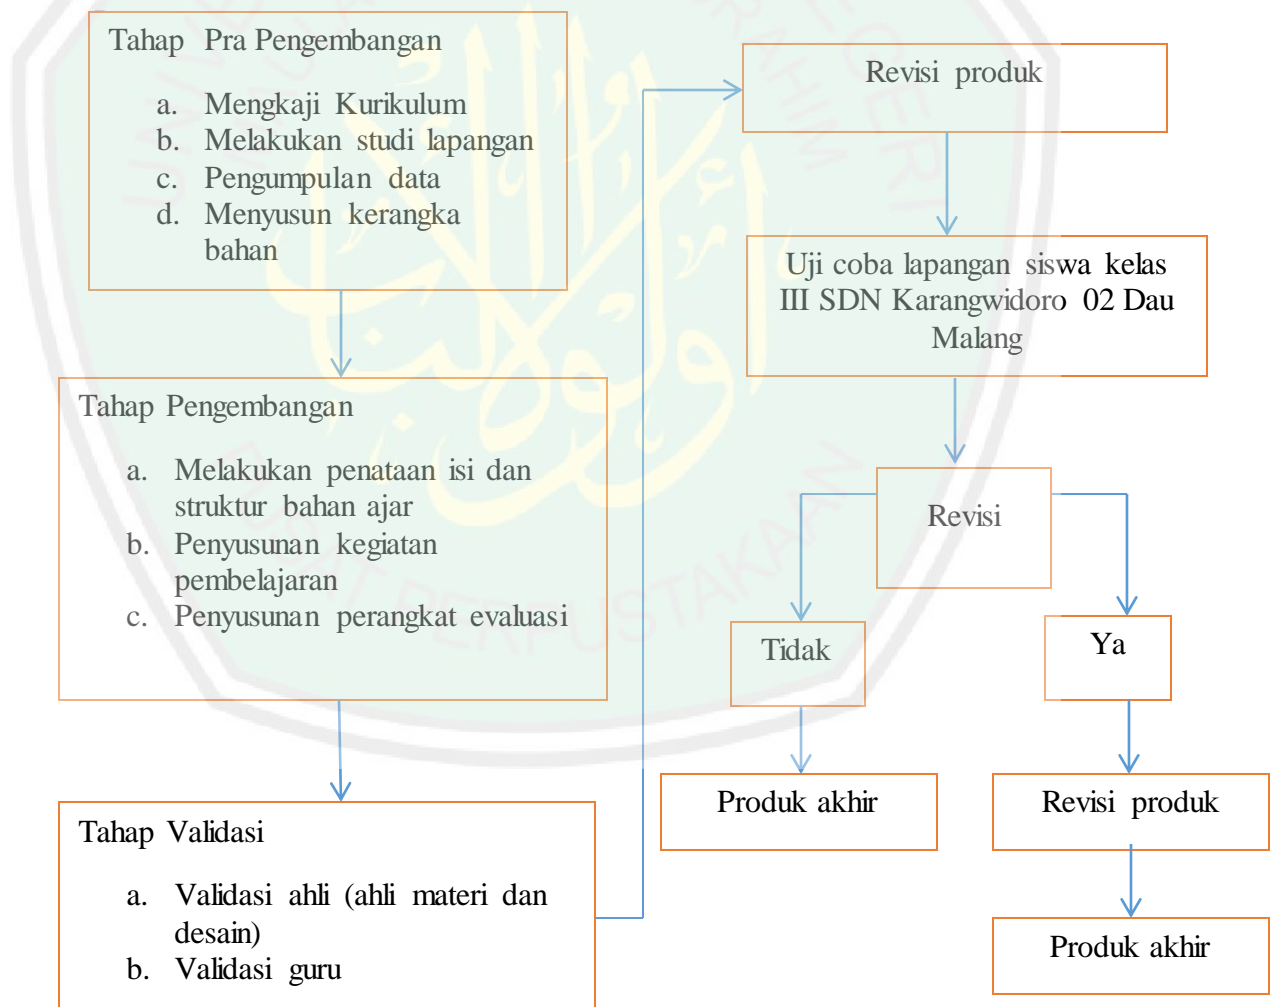 Tahap Pra Pengembangan
a. Mengkaji Kurikulum
b. Melakukan studi lapangan
c. Pengumpulan data
d. Menyusun kerangka
bahan
Tahap Pengembangan
a. Melakukan penataan isi dan
struktur bahan ajar
b. Penyusunan kegiatan
pembelajaran
c. Penyusunan perangkat evaluasi
Tahap Validasi
a. Validasi ahli (ahli materi dan
desain)
b. Validasi guru
Revisi produk
Uji coba lapangan siswa kelas
III SDN Karangwidoro 02 Dau
Malang
Revisi
Tidak
Ya
Produk akhir
Revisi produk
Produk akhir
PUSAT PERPUSTAKAAN